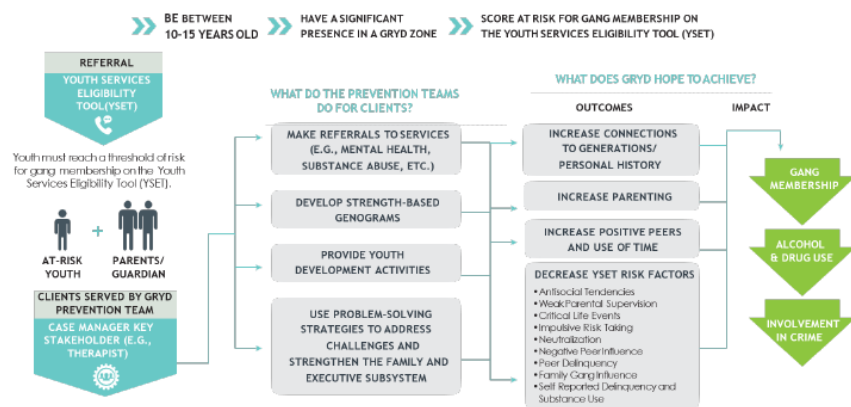 BE BETWEEN
10-15 YEARS OLD
HAVE A SIGNIFICANT
PRESENCE IN A GRYD ZONE
SCORE AT RISK FOR GANG MEMBERSHIP ON
THE YOUTH SERVICES ELIGIBILITY TOOL (YSET)
REFERRAL
YOUTH SERVICES
ELIGIBILITY
TOOL(YSET)
Youth must reach a threshold of risk
for gang membership on the Youth
Services Eligibility Tool (YSET).
+
AT-RISK
YOUTH
PARENTS/
GUARDIAN
CLIENTS SERVED BY GRYD
PREVENTION TEAM
CASE MANAGER KEY
STAKEHOLDER (E.G.,
THERAPIST)
WHAT DO THE PREVENTION TEAMS
DO FOR CLIENTS?
MAKE REFERRALS TO SERVICES
(E.G., MENTAL HEALTH,
SUBSTANCE ABUSE, ETC.)
DEVELOP STRENGTH-BASED
GENOGRAMS
PROVIDE YOUTH
DEVELOPMENT ACTIVITIES
USE PROBLEM-SOLVING
STRATEGIES TO ADDRESS
CHALLENGES AND
STRENGTHEN THE FAMILY AND
EXECUTIVE SUBSYSTEM
WHAT DOES GRYD HOPE TO ACHIEVE?
OUTCOMES
IMPACT
INCREASE CONNECTIONS
TO GENERATIONS/
PERSONAL HISTORY
INCREASE PARENTING
INCREASE POSITIVE PEERS
AND USE OF TIME
DECREASE YSET RISK FACTORS
•Antisocial Tendencies
•Weak Parental Supervision
•Critical Life Events
•Impulsive Risk Taking
•Neutralization
•Negative Peer Influence
•Peer Delinquency
•Family Gang Influence
•Self Reported Delinquency and
Substance Use
GANG
MEMBERSHIP
ALCOHOL
& DRUG USE
INVOLVEMENT
IN CRIME